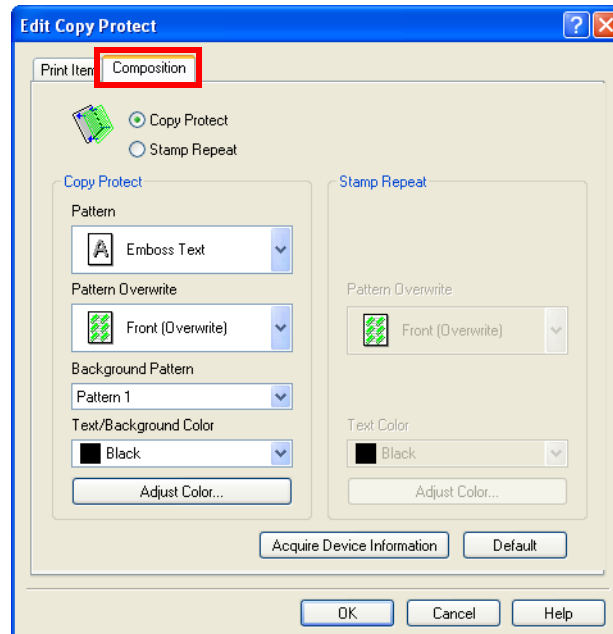 Edit Copy Protect
Print Item
Composition
Copy Protect
Stamp Repeat
Copy Protect
Pattern
A Emboss Text
Pattern Overwrite
Front (Overwrite)
Background Pattern
Pattern 1
Text/Background Color
Black
Adjust Color...
Stamp Repeat
Pattern Overwrite
Front (Overwrite)
Text Color
Black
Adjust Color...
Acquire Device Information
Default
OK
Cancel
Help